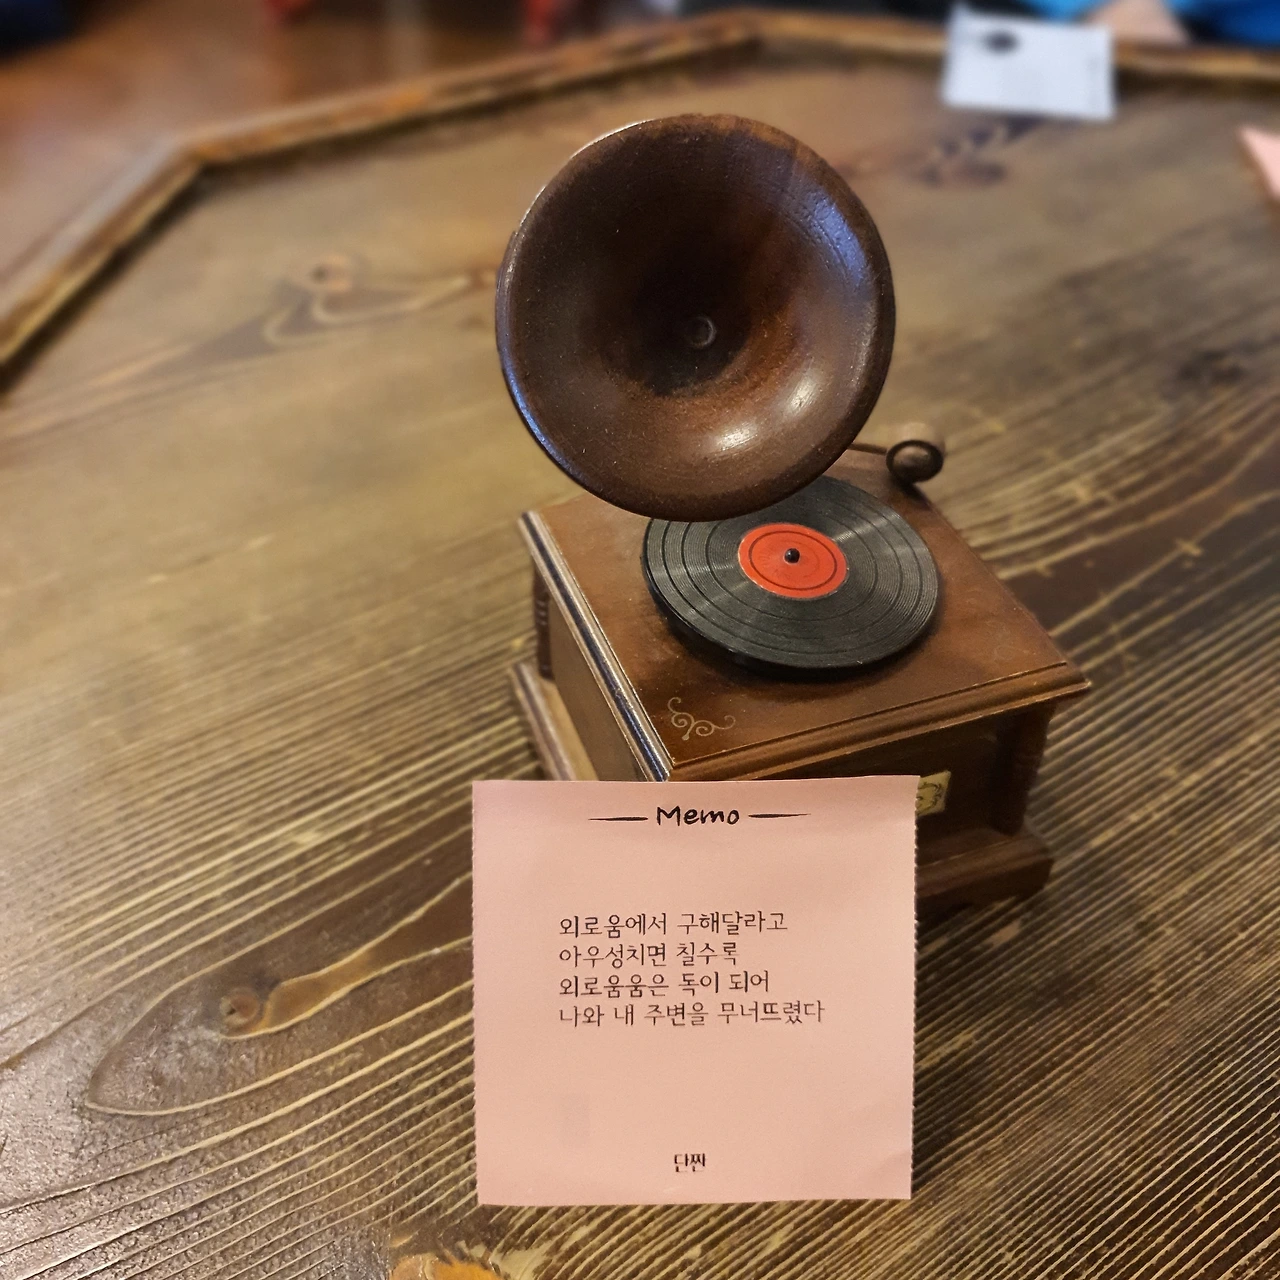 Memo
외로움에서 구해달라고
아우성치면 칠수록
외로움움은 독이 되어
나와 내 주변을 무너뜨렸다
단짠